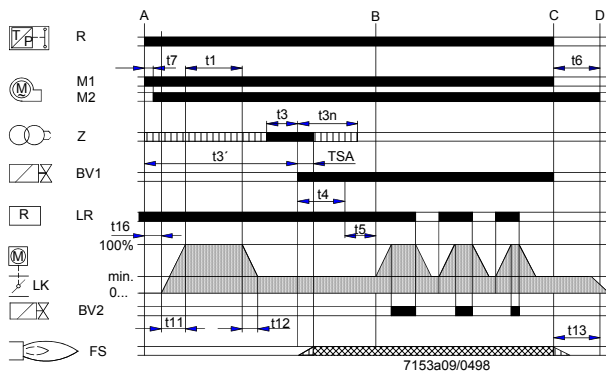 A B C D
T/P R
t7 t1 t6
M M1
M2
t3 t3n
Z
t3´ TSA
BV1
t4
R LR
t16 t5
100%
M
min.
LK
0...
BV2
t11 t12 t13
FS
7153a09/0498